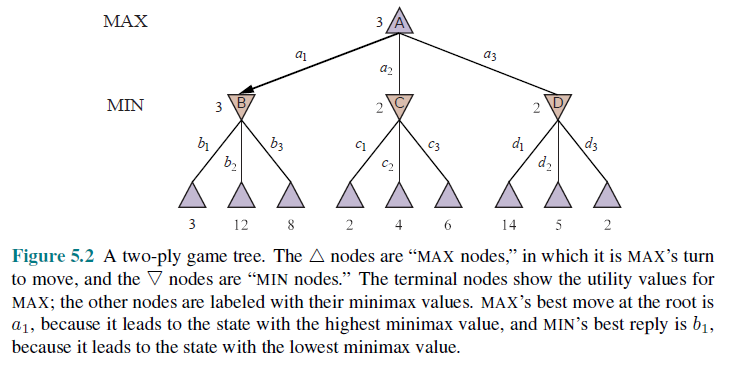 MAX
3 A
a1
a2
a3
MIN
3 B
2 C
2 D
b1
b2
b3
c1
c2
c3
d1
d2
d3
3 12 8 2 4 6 14 5 2
Figure 5.2 A two-ply game tree. The △ nodes are “MAX nodes,” in which it is MAX’s turn
to move, and the ▽ nodes are “MIN nodes.” The terminal nodes show the utility values for
MAX; the other nodes are labeled with their minimax values. MAX’s best move at the root is
a1, because it leads to the state with the highest minimax value, and MIN’s best reply is b1,
because it leads to the state with the lowest minimax value.